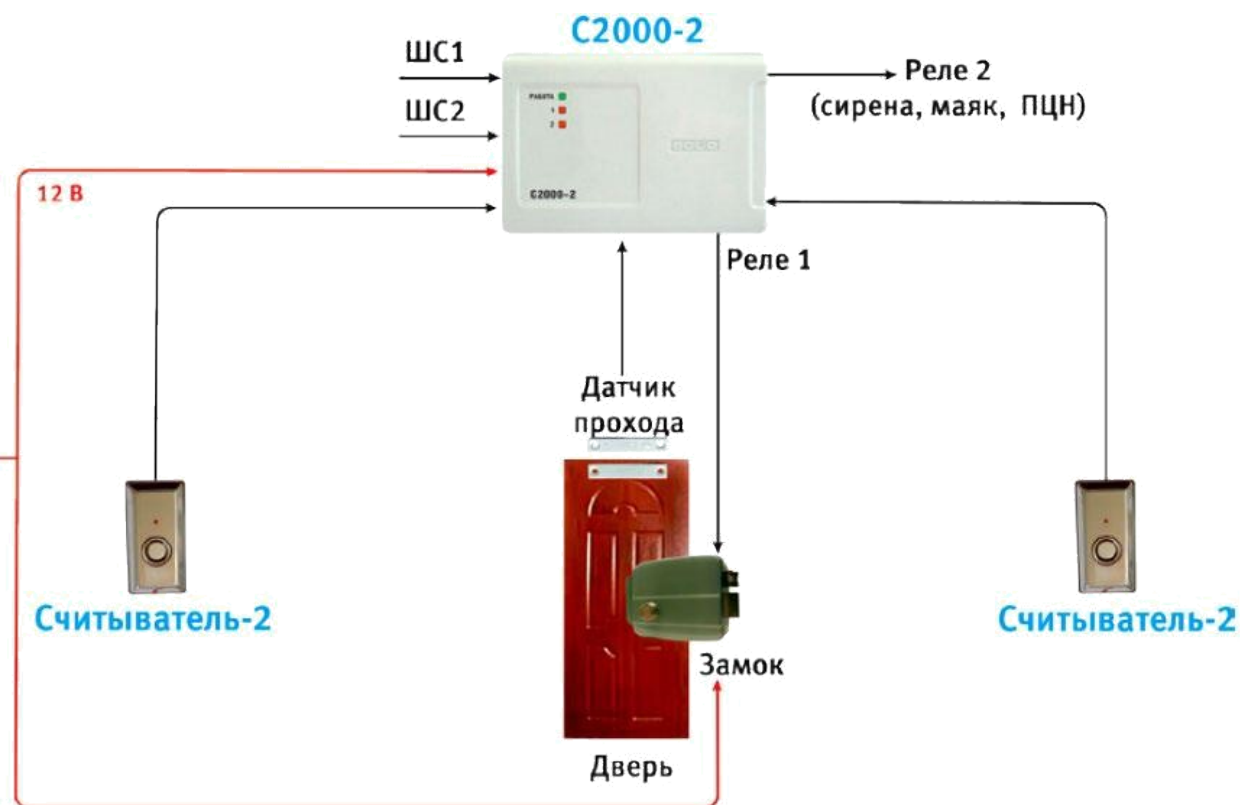 С2000-2
ШС1
ШС2
12 В
РАБОТА
1
2
BOLID
С2000-2
Реле 2
(сирена, маяк, ПЦН)
Реле 1
Датчик
прохода
Считыватель-2
Считыватель-2
Замок
Дверь